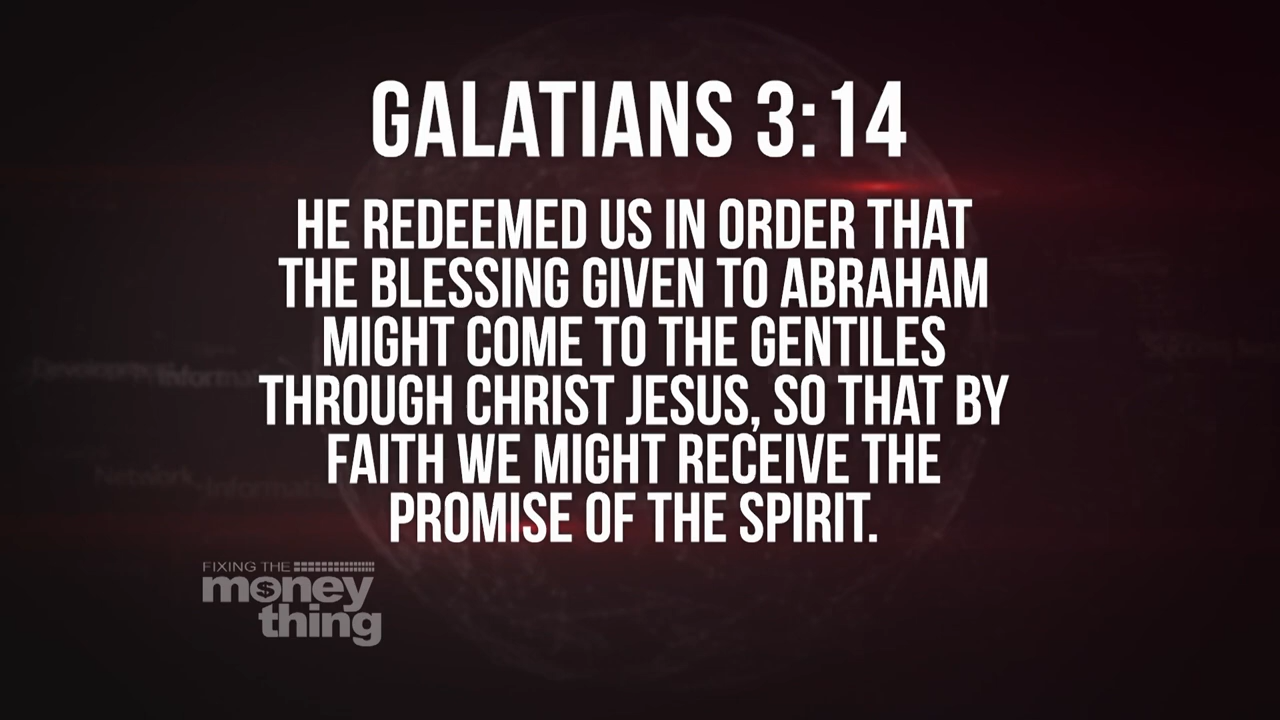 GALATIANS 3:14
HE REDEEMED US IN ORDER THAT
THE BLESSING GIVEN TO ABRAHAM
MIGHT COME TO THE GENTILES
THROUGH CHRIST JESUS, SO THAT BY
FAITH WE MIGHT RECEIVE THE
PROMISE OF THE SPIRIT.
Network
Information
FIXING THE
money
thing